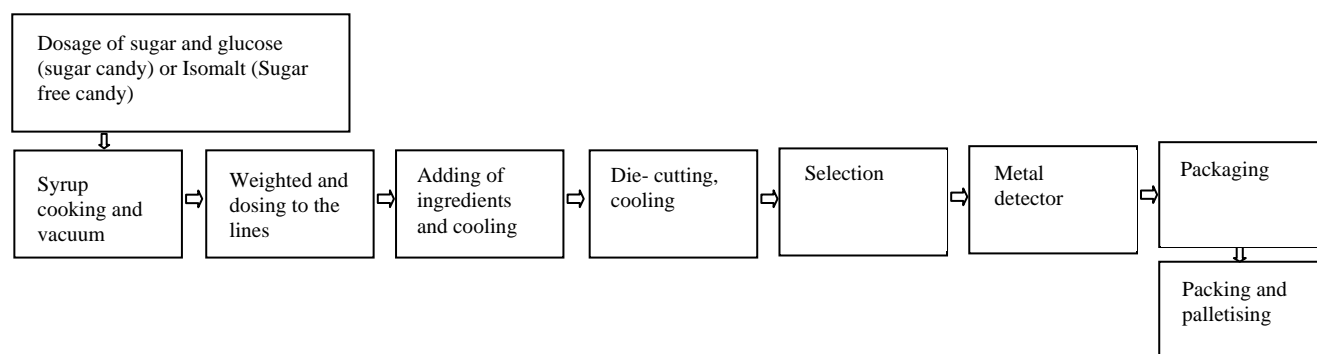 Dosage of sugar and glucose
(sugar candy) or Isomalt (Sugar
free candy)
Syrup
cooking and
vacuum
Weighted and
dosing to the
lines
Adding of
ingredients
and cooling
Die- cutting,
cooling
Selection
Metal
detector
Packaging
Packing and
palletising